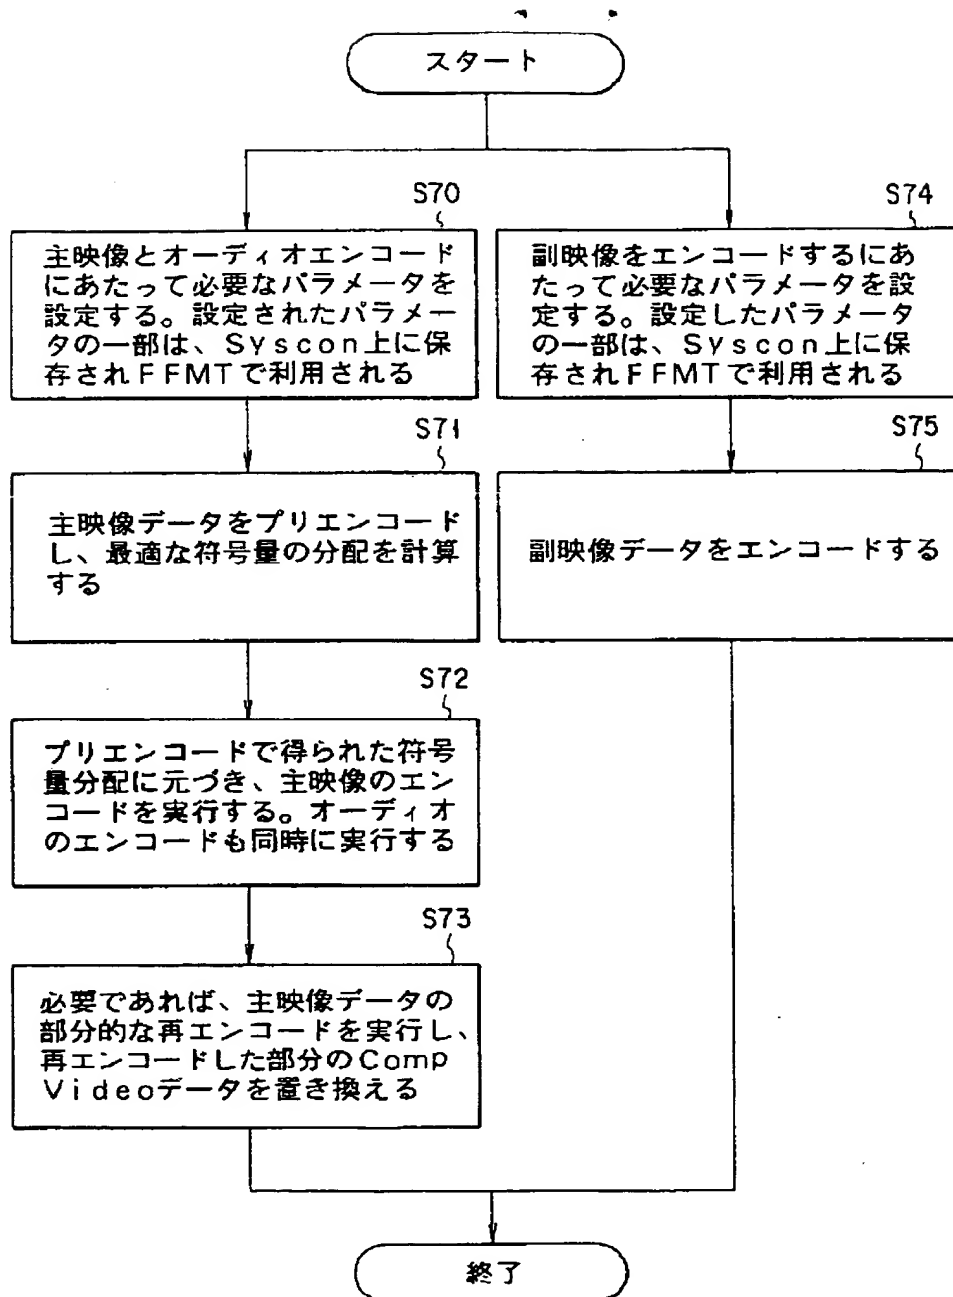 スタート
S70
主映像とオーディオエンコード
にあたって必要なパラメータを
設定する。設定されたパラメー
タの一部は、Syscon上に保
存されFFMTで利用される
S74
副映像をエンコードするにあ
たって必要なパラメータを設
定する。設定したパラメータ
の一部は、Syscon上に保
存されFFMTで利用される
S71
主映像データをプリエンコード
し、最適な符号量の分配を計算
する
S75
副映像データをエンコードする
S72
プリエンコードで得られた符号
量分配に元づき、主映像のエン
コードを実行する。オーディオ
のエンコードも同時に実行する
S73
必要であれば、主映像データの
部分的な再エンコードを実行し、
再エンコードした部分のComp
Videoデータを置き換える
終了